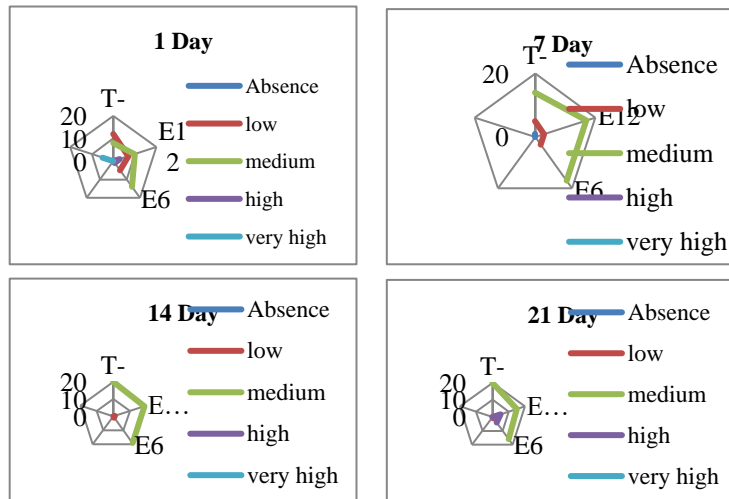 1 Day
T-
20
10
0
E1
2
E6
Absence
low
medium
high
very high
7 Day
T-
20
0
E12
E6
Absence
low
medium
high
very high
14 Day
T-
20
10
0
E...
E6
Absence
low
medium
high
very high
21 Day
T-
20
10
0
E...
E6
Absence
low
medium
high
very high